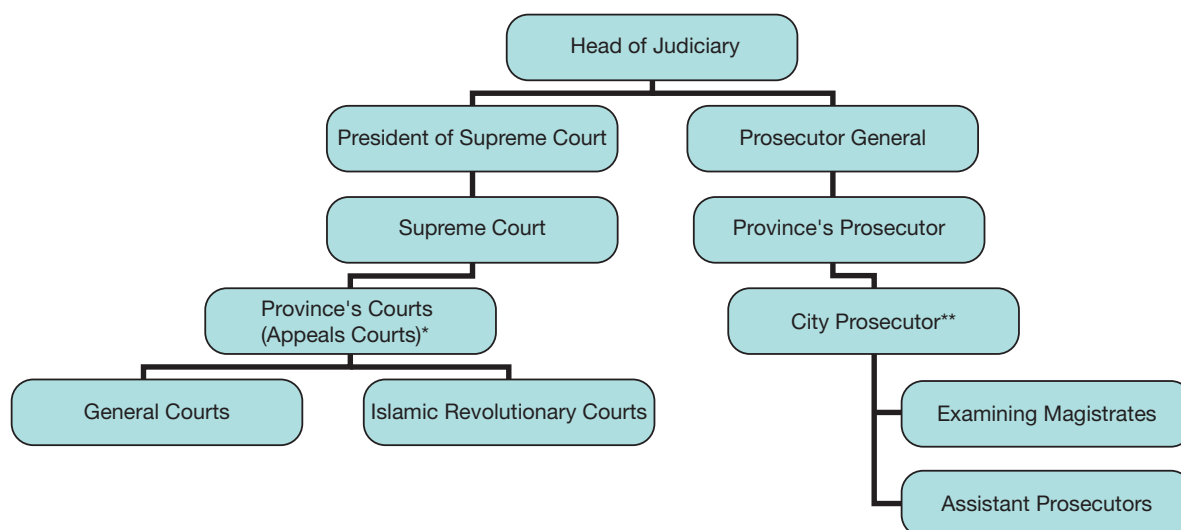 Head of Judiciary
President of Supreme Court
Prosecutor General
Supreme Court
Province's Prosecutor
Province's Courts
(Appeals Courts)*
City Prosecutor**
General Courts
Islamic Revolutionary Courts
Examining Magistrates
Assistant Prosecutors